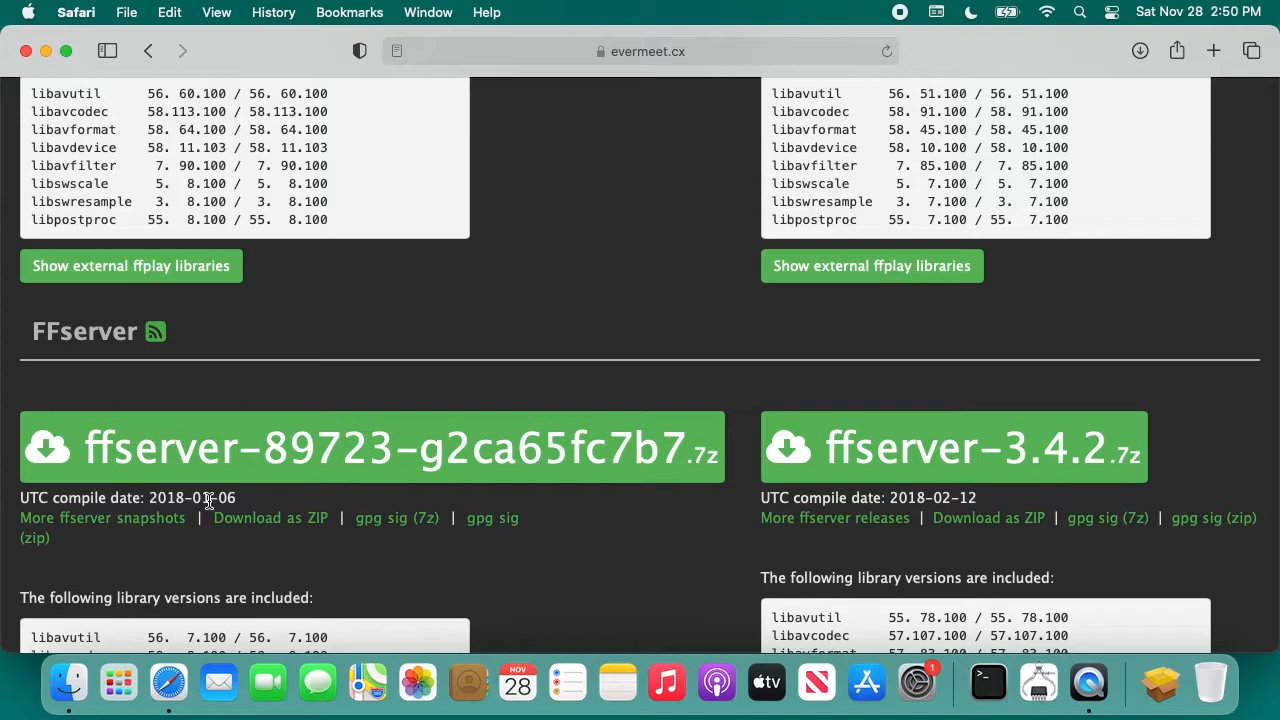 Safari File Edit View History Bookmarks Window Help Sat Nov 28 2:50 PM
evermeet.cx
libavutil 56. 60.100 / 56. 60.100
libavcodec 58.113.100 / 58.113.100
libavformat 58. 64.100 / 58. 64.100
libavdevice 58. 11.103 / 58. 11.103
libavfilter 7. 90.100 / 7. 90.100
libswscale 5. 8.100 / 5. 8.100
libswresample 3. 8.100 / 3. 8.100
libpostproc 55. 8.100 / 55. 8.100
Show external ffplay libraries
libavutil 56. 51.100 / 56. 51.100
libavcodec 58. 91.100 / 58. 91.100
libavformat 58. 45.100 / 58. 45.100
libavdevice 58. 10.100 / 58. 10.100
libavfilter 7. 85.100 / 7. 85.100
libswscale 5. 7.100 / 5. 7.100
libswresample 3. 7.100 / 3. 7.100
libpostproc 55. 7.100 / 55. 7.100
Show external ffplay libraries
FFserver
ffserver-89723-g2ca65fc7b7.7z
UTC compile date: 2018-01-06
More ffserver snapshots | Download as ZIP | gpg sig (7z) | gpg sig
(zip)
The following library versions are included:
libavutil 56. 7.100 / 56. 7.100
ffserver-3.4.2.7z
UTC compile date: 2018-02-12
More ffserver releases | Download as ZIP | gpg sig (7z) | gpg sig (zip)
The following library versions are included:
libavutil 55. 78.100 / 55. 78.100
libavcodec 57.107.100 / 57.107.100
libavformat 57. 83.100 / 57. 83.100
NOV
28
tv
1